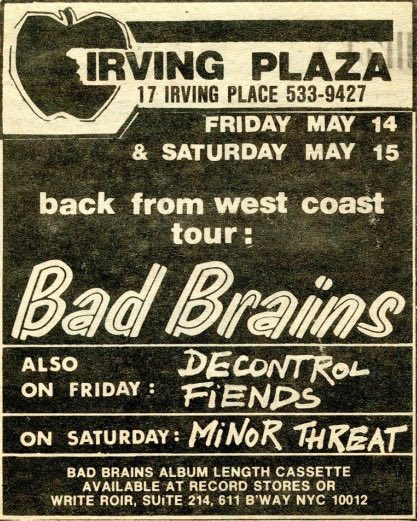 IRVING PLAZA
17 IRVING PLACE 533-9427
FRIDAY MAY 14
& SATURDAY MAY 15
back from west coast
tour:
Bad Brains
ALSO
ON FRIDAY:
DECONTROL
FiENDS
ON SATURDAY: MiNOR THREAT
BAD BRAINS ALBUM LENGTH CASSETTE
AVAILABLE AT RECORD STORES OR
WRITE ROIR, SUiTE 214, 611 B'WAY NYC 10012